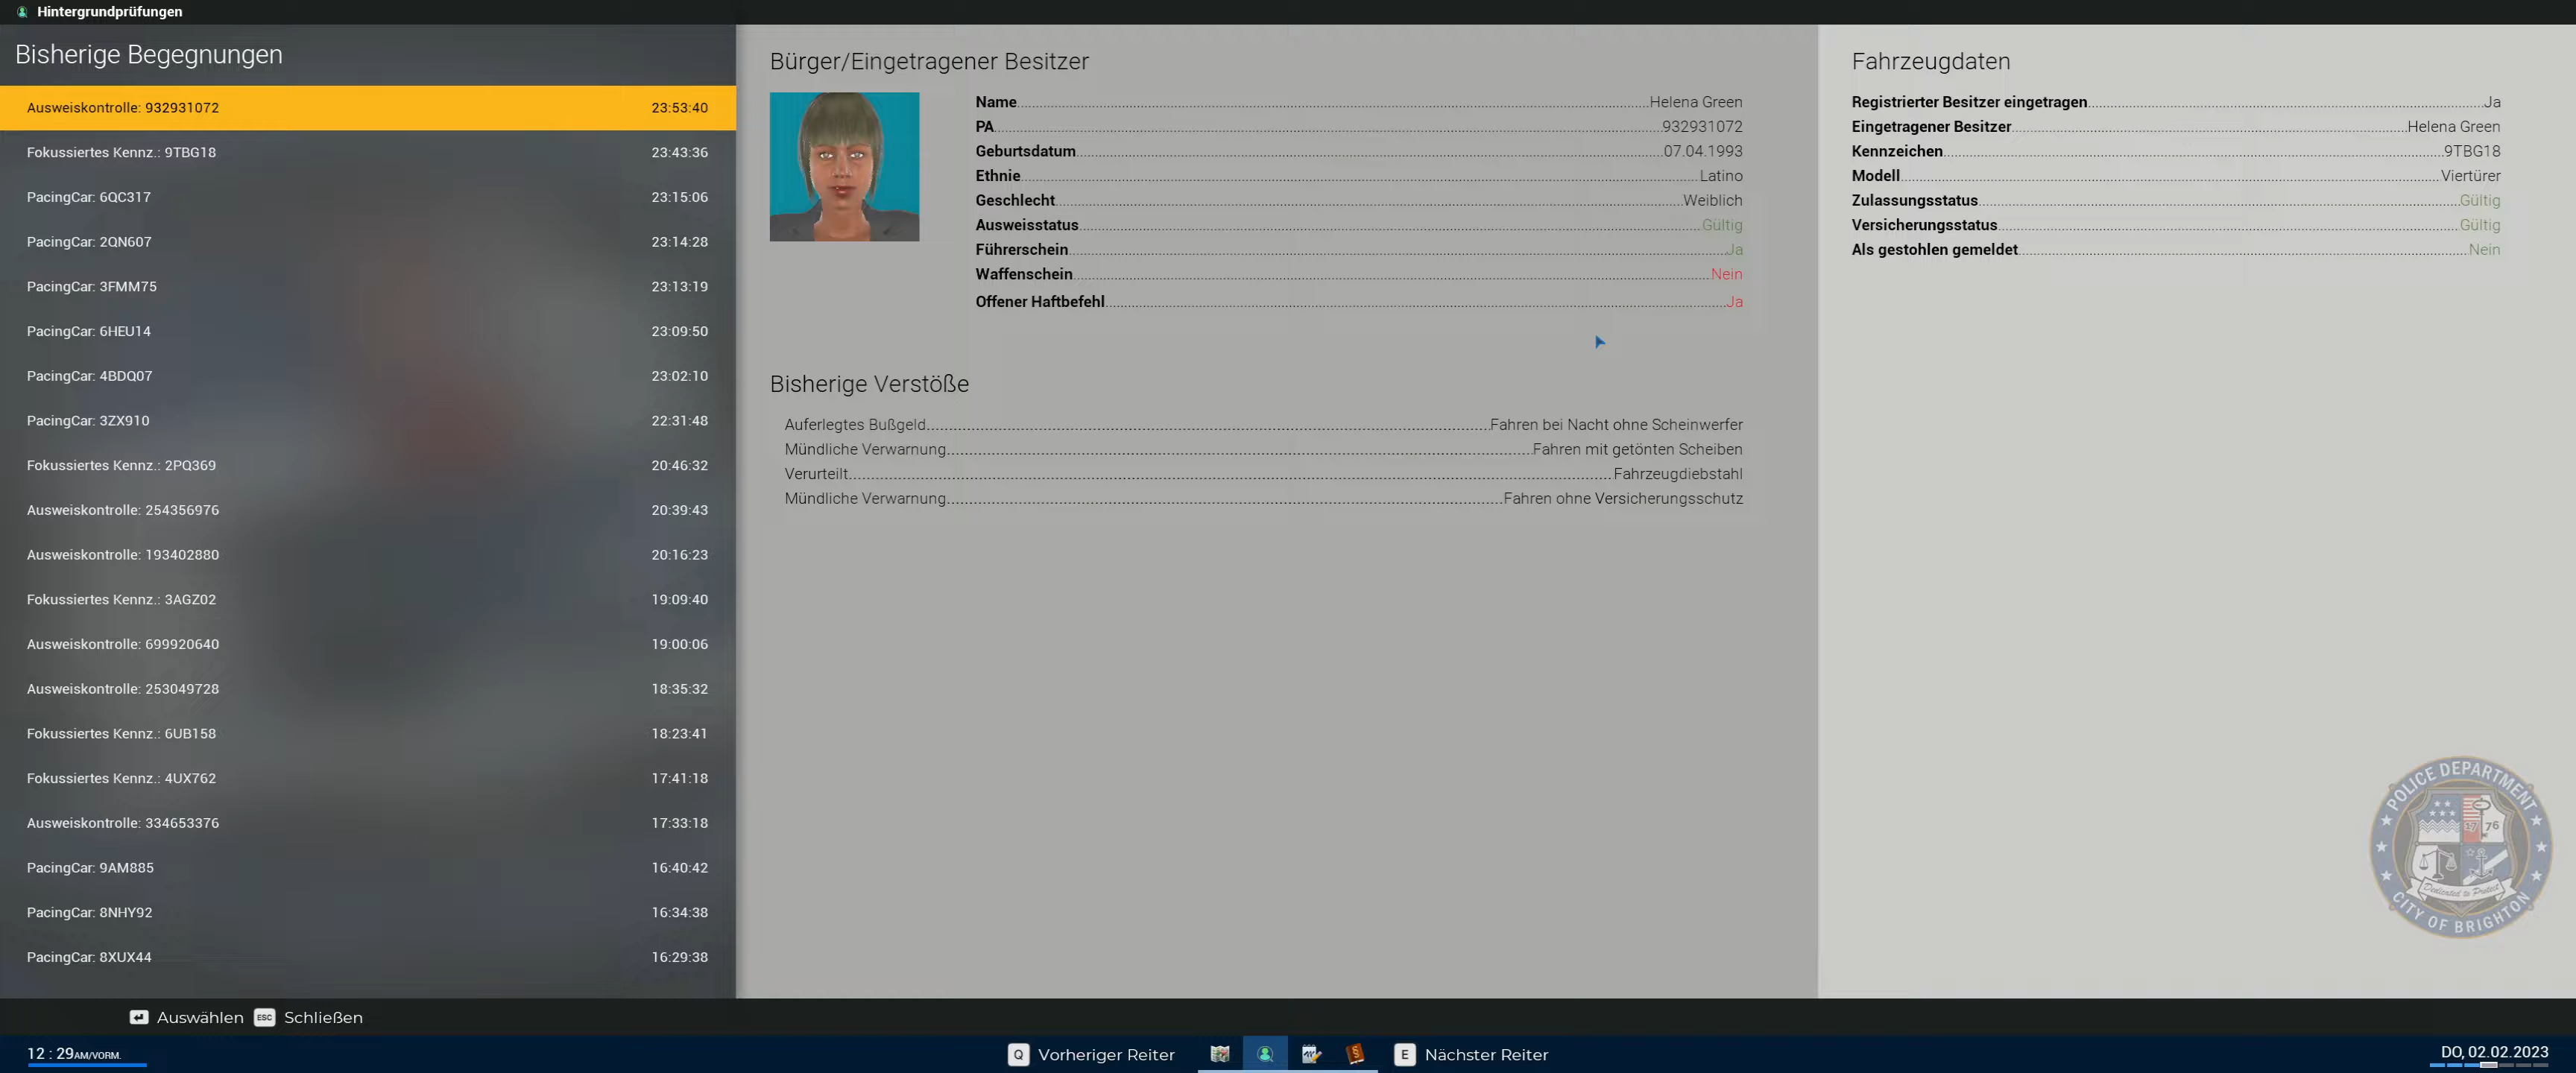 Hintergrundprüfungen
Bisherige Begegnungen
Ausweiskontrolle: 932931072 23:53:40
Fokussiertes Kennz.: 9TBG18 23:43:36
PacingCar: 6QC317 23:15:06
PacingCar: 2QN607 23:14:28
PacingCar: 3FMM75 23:13:19
PacingCar: 6HEU14 23:09:50
PacingCar: 4BDQ07 23:02:10
PacingCar: 3ZX910 22:31:48
Fokussiertes Kennz.: 2PQ369 20:46:32
Ausweiskontrolle: 254356976 20:39:43
Ausweiskontrolle: 193402880 20:16:23
Fokussiertes Kennz.: 3AGZ02 19:09:40
Ausweiskontrolle: 699920640 19:00:06
Ausweiskontrolle: 253049728 18:35:32
Fokussiertes Kennz.: 6UB158 18:23:41
Fokussiertes Kennz.: 4UX762 17:41:18
Ausweiskontrolle: 334653376 17:33:18
PacingCar: 9AM885 16:40:42
PacingCar: 8NHY92 16:34:38
PacingCar: 8XUX44 16:29:38
Bürger/Eingetragener Besitzer
Name Helena Green
PA 932931072
Geburtsdatum 07.04.1993
Ethnie Latino
Geschlecht Weiblich
Ausweisstatus Gültig
Führerschein Ja
Waffenschein Nein
Offener Haftbefehl Ja
Bisherige Verstöße
Auferlegtes Bußgeld Fahren bei Nacht ohne Scheinwerfer
Mündliche Verwarnung Fahren mit getönten Scheiben
Verurteilt Fahrzeugdiebstahl
Mündliche Verwarnung Fahren ohne Versicherungsschutz
Fahrzeugdaten
Registrierter Besitzer eingetragen Ja
Eingetragener Besitzer Helena Green
Kennzeichen 9TBG18
Modell Viertürer
Zulassungsstatus Gültig
Versicherungsstatus Gültig
Als gestohlen gemeldet Nein
POLICE DEPARTMENT
17 76
Dedicated to Protect
CITY OF BRIGHTON
Auswählen ESC Schließen
12 : 29 AM/VORM.
Q Vorheriger Reiter E Nächster Reiter
DO, 02.02.2023